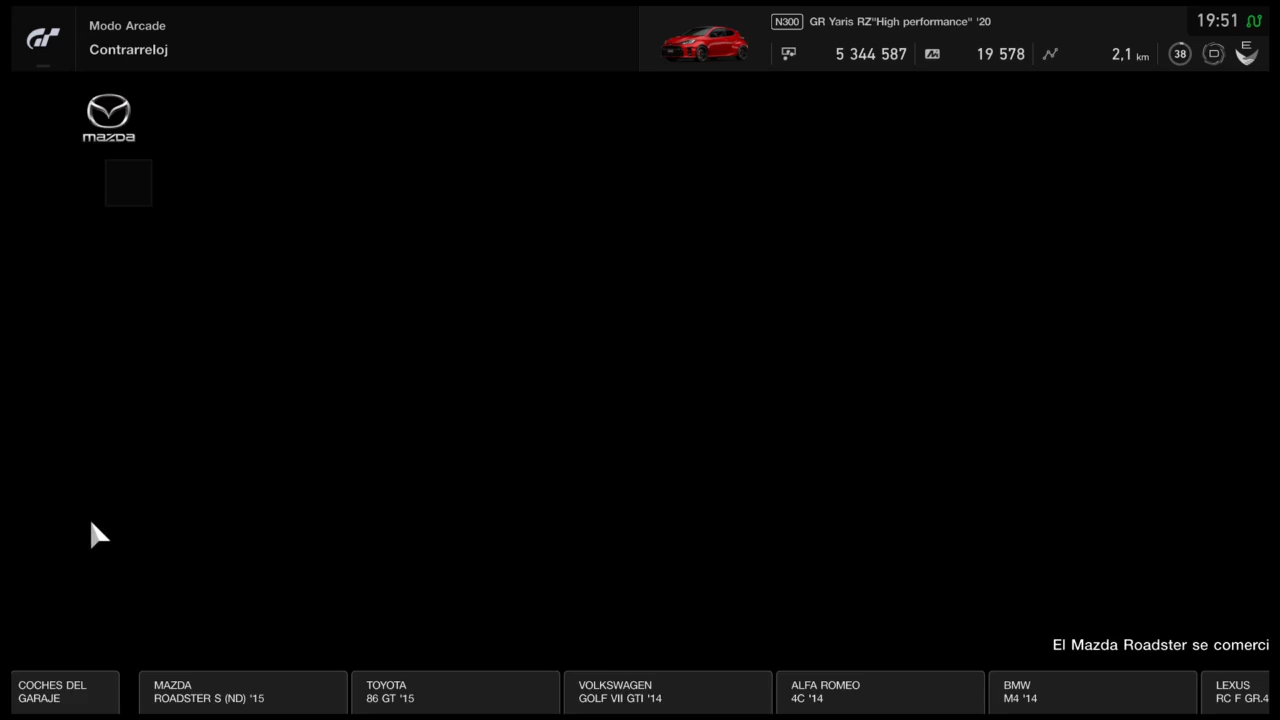 Modo Arcade
Contrarreloj
N300 GR Yaris RZ"High performance" '20
19:51
5 344 587
19 578
2,1 km
38
E
mazda
El Mazda Roadster se comerci
COCHES DEL
GARAJE
MAZDA
ROADSTER S (ND) '15
TOYOTA
86 GT '15
VOLKSWAGEN
GOLF VII GTI '14
ALFA ROMEO
4C '14
BMW
M4 '14
LEXUS
RC F GR.4